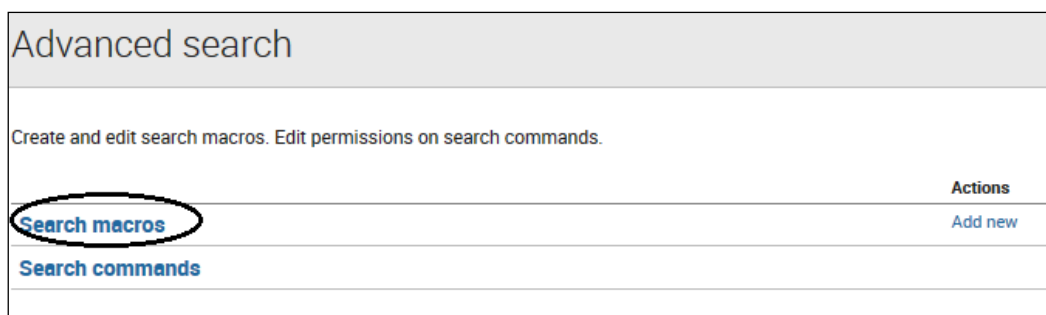 Advanced search
Create and edit search macros. Edit permissions on search commands.
Actions
Search macros Add new
Search commands